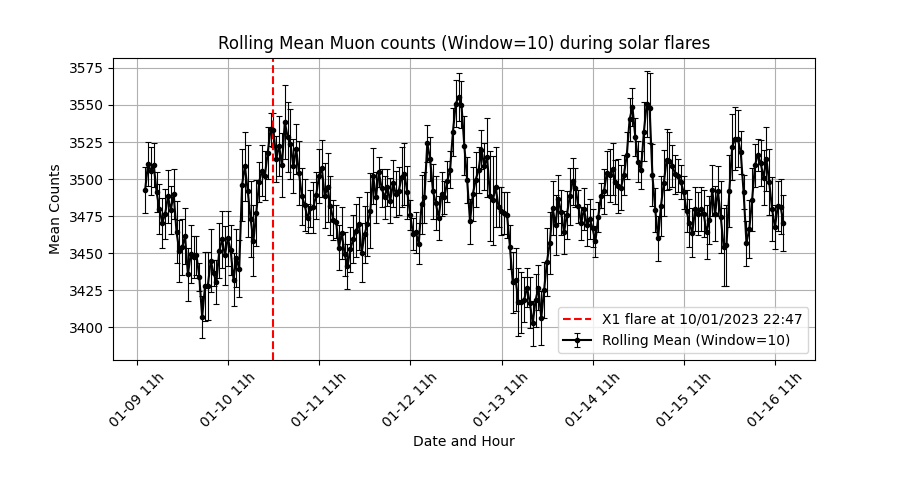 Rolling Mean Muon counts (Window=10) during solar flares
3575
3550
3525
3500
3475
3450
3425
3400
Mean Counts
X1 flare at 10/01/2023 22:47
Rolling Mean (Window=10)
01-09 11h
01-10 11h
01-11 11h
01-12 11h
01-13 11h
01-14 11h
01-15 11h
01-16 11h
Date and Hour